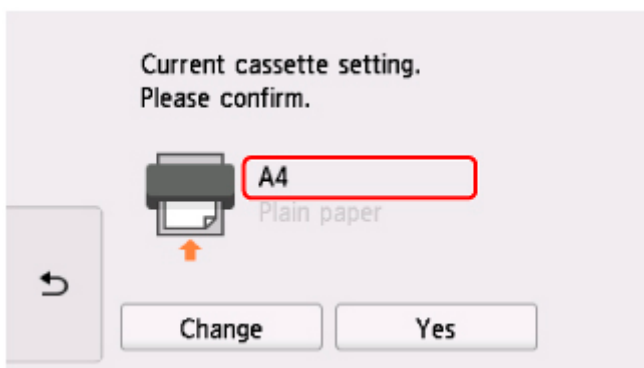 Current cassette setting.
Please confirm.
A4
Plain paper
Change
Yes